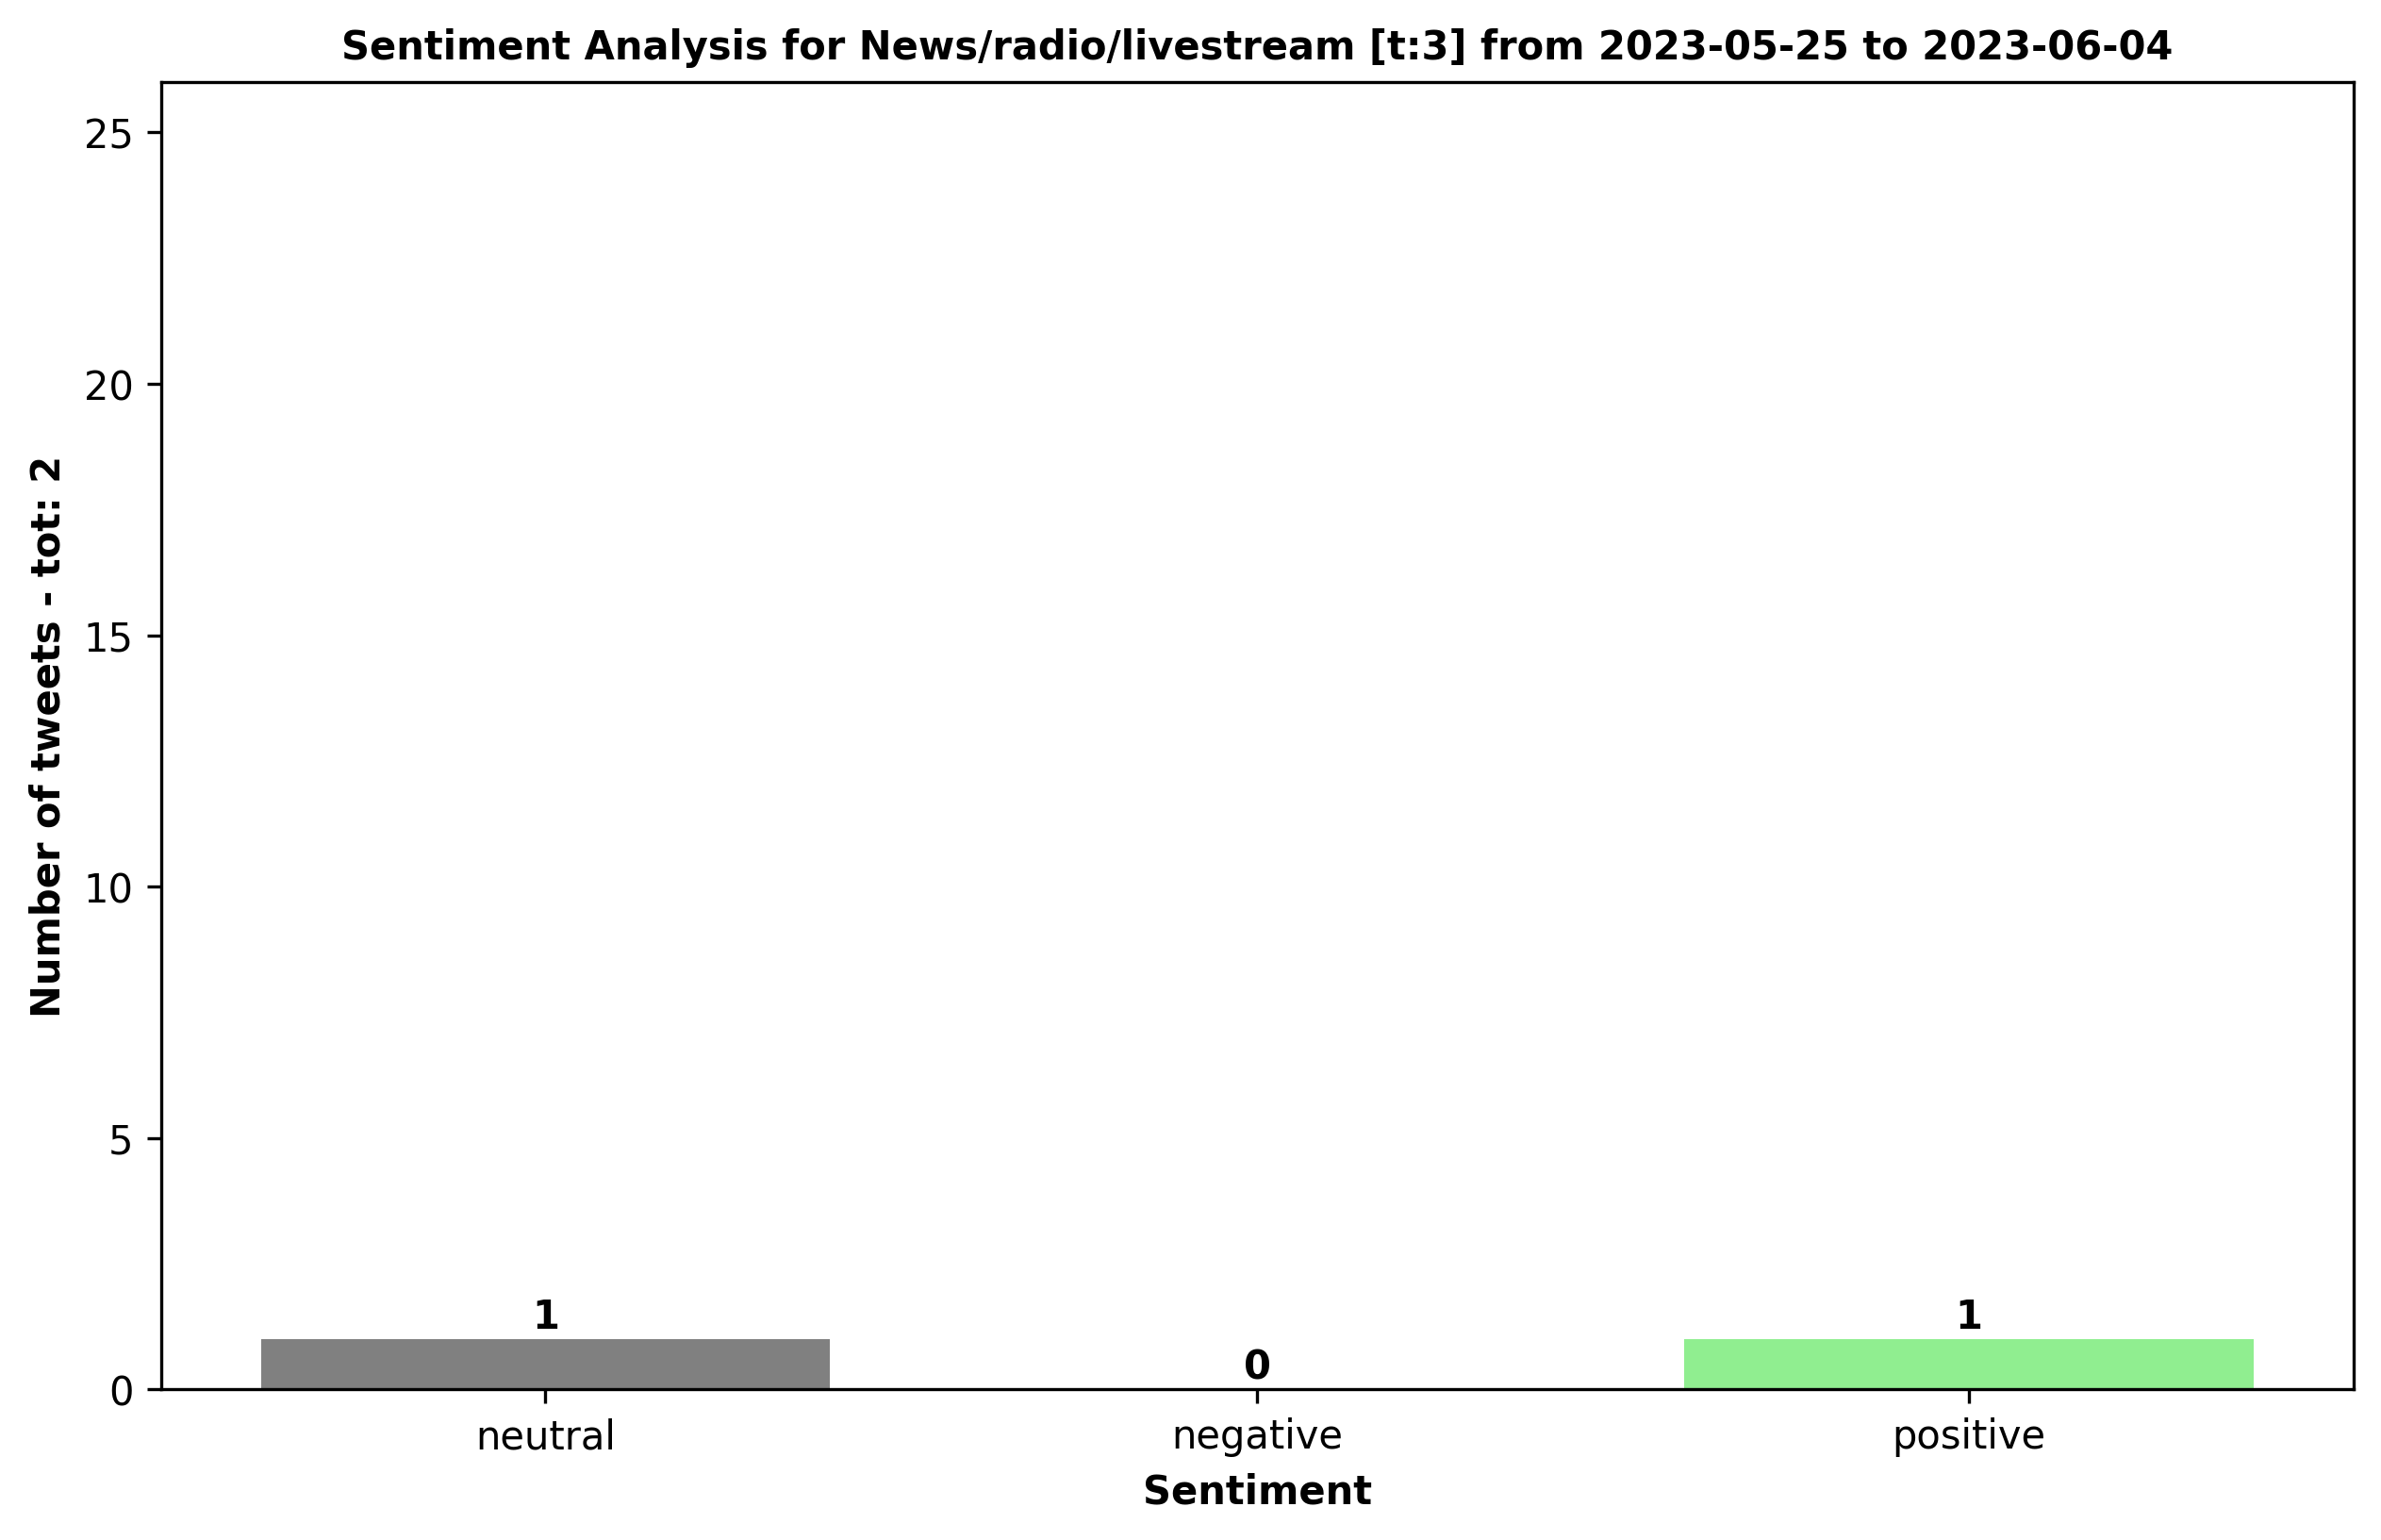 Sentiment Analysis for News/radio/livestream [t:3] from 2023-05-25 to 2023-06-04
Number of tweets - tot: 2
25
20
15
10
5
0
1
0
1
neutral
negative
positive
Sentiment